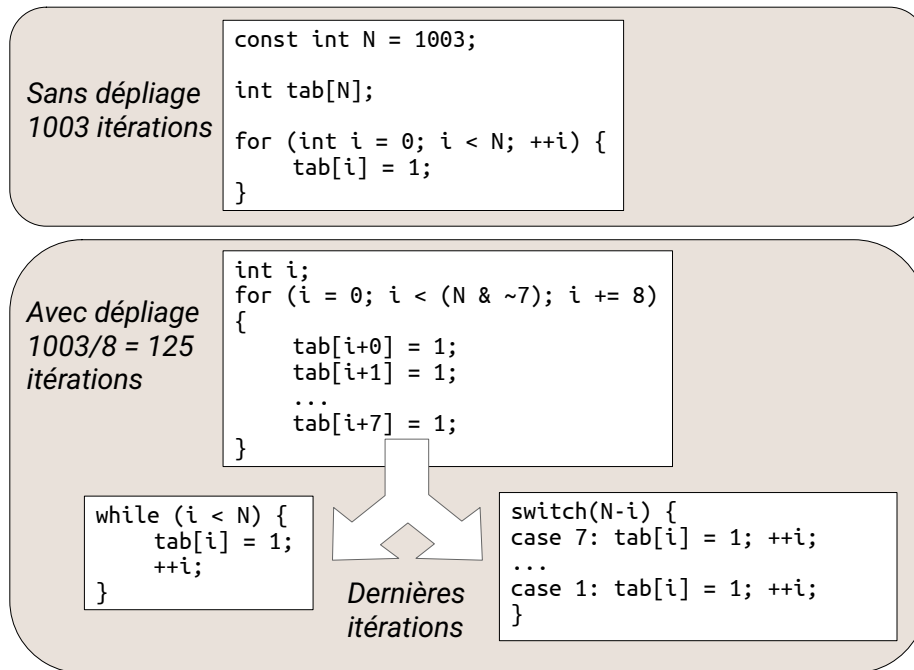 Sans dépliage
1003 itérations
const int N = 1003;
int tab[N];
for (int i = 0; i < N; ++i) {
tab[i] = 1;
}
Avec dépliage
1003/8 = 125
itérations
int i;
for (i = 0; i < (N & ~7); i += 8)
{
tab[i+0] = 1;
tab[i+1] = 1;
...
tab[i+7] = 1;
}
while (i < N) {
tab[i] = 1;
++i;
}
Dernières
itérations
switch(N-i) {
case 7: tab[i] = 1; ++i;
...
case 1: tab[i] = 1; ++i;
}